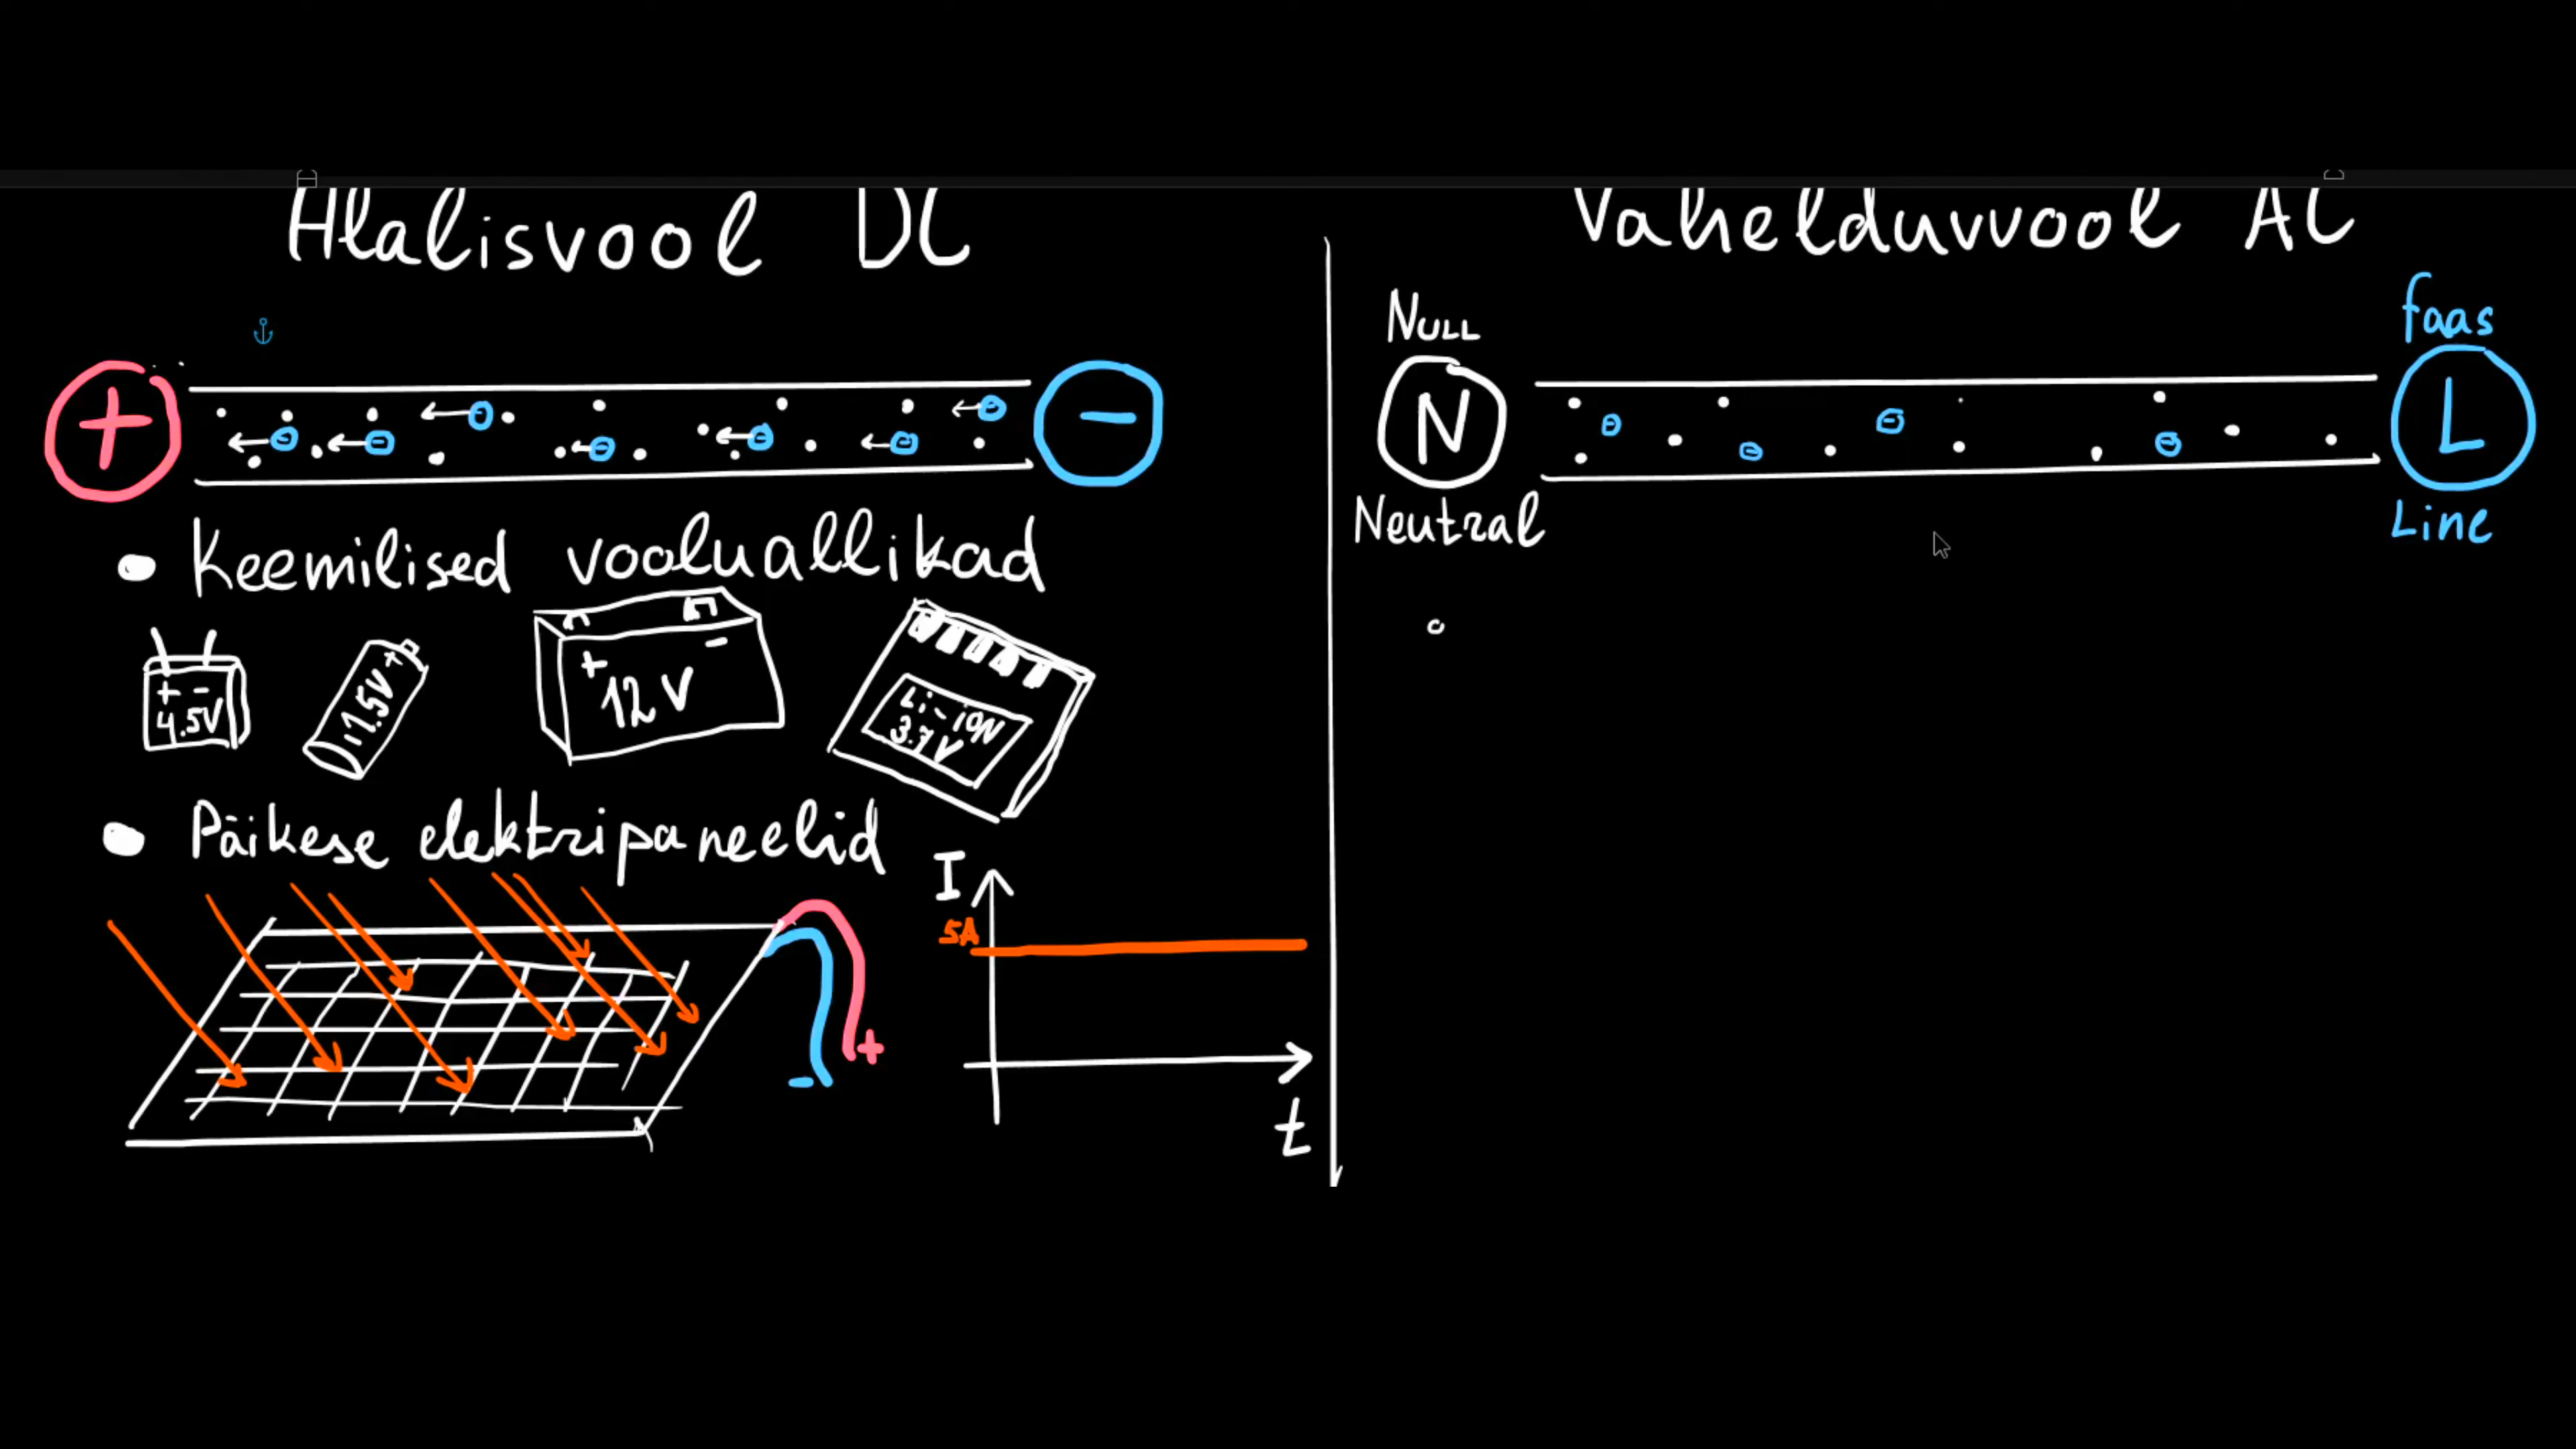 Alalisvool DC
+
-
• Keemilised vooluallikad
+ -
4.5V
- 1.5V +
+ -
12V
Li-ioN
3.7V
• Päikese elektripaneelid
I
5A
+
-
t
Vahelduvvool AC
NULL
N
Neutral
faas
L
Line